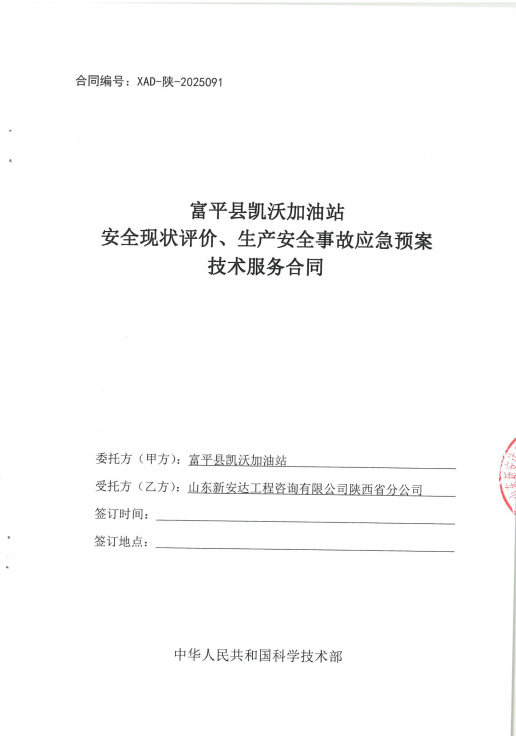 合同编号：XAD-陕-2025091
富平县凯沃加油站
安全现状评价、生产安全事故应急预案
技术服务合同
委托方（甲方）：富平县凯沃加油站
受托方（乙方）：山东新安达工程咨询有限公司陕西省分公司
签订时间：
签订地点：
中华人民共和国科学技术部